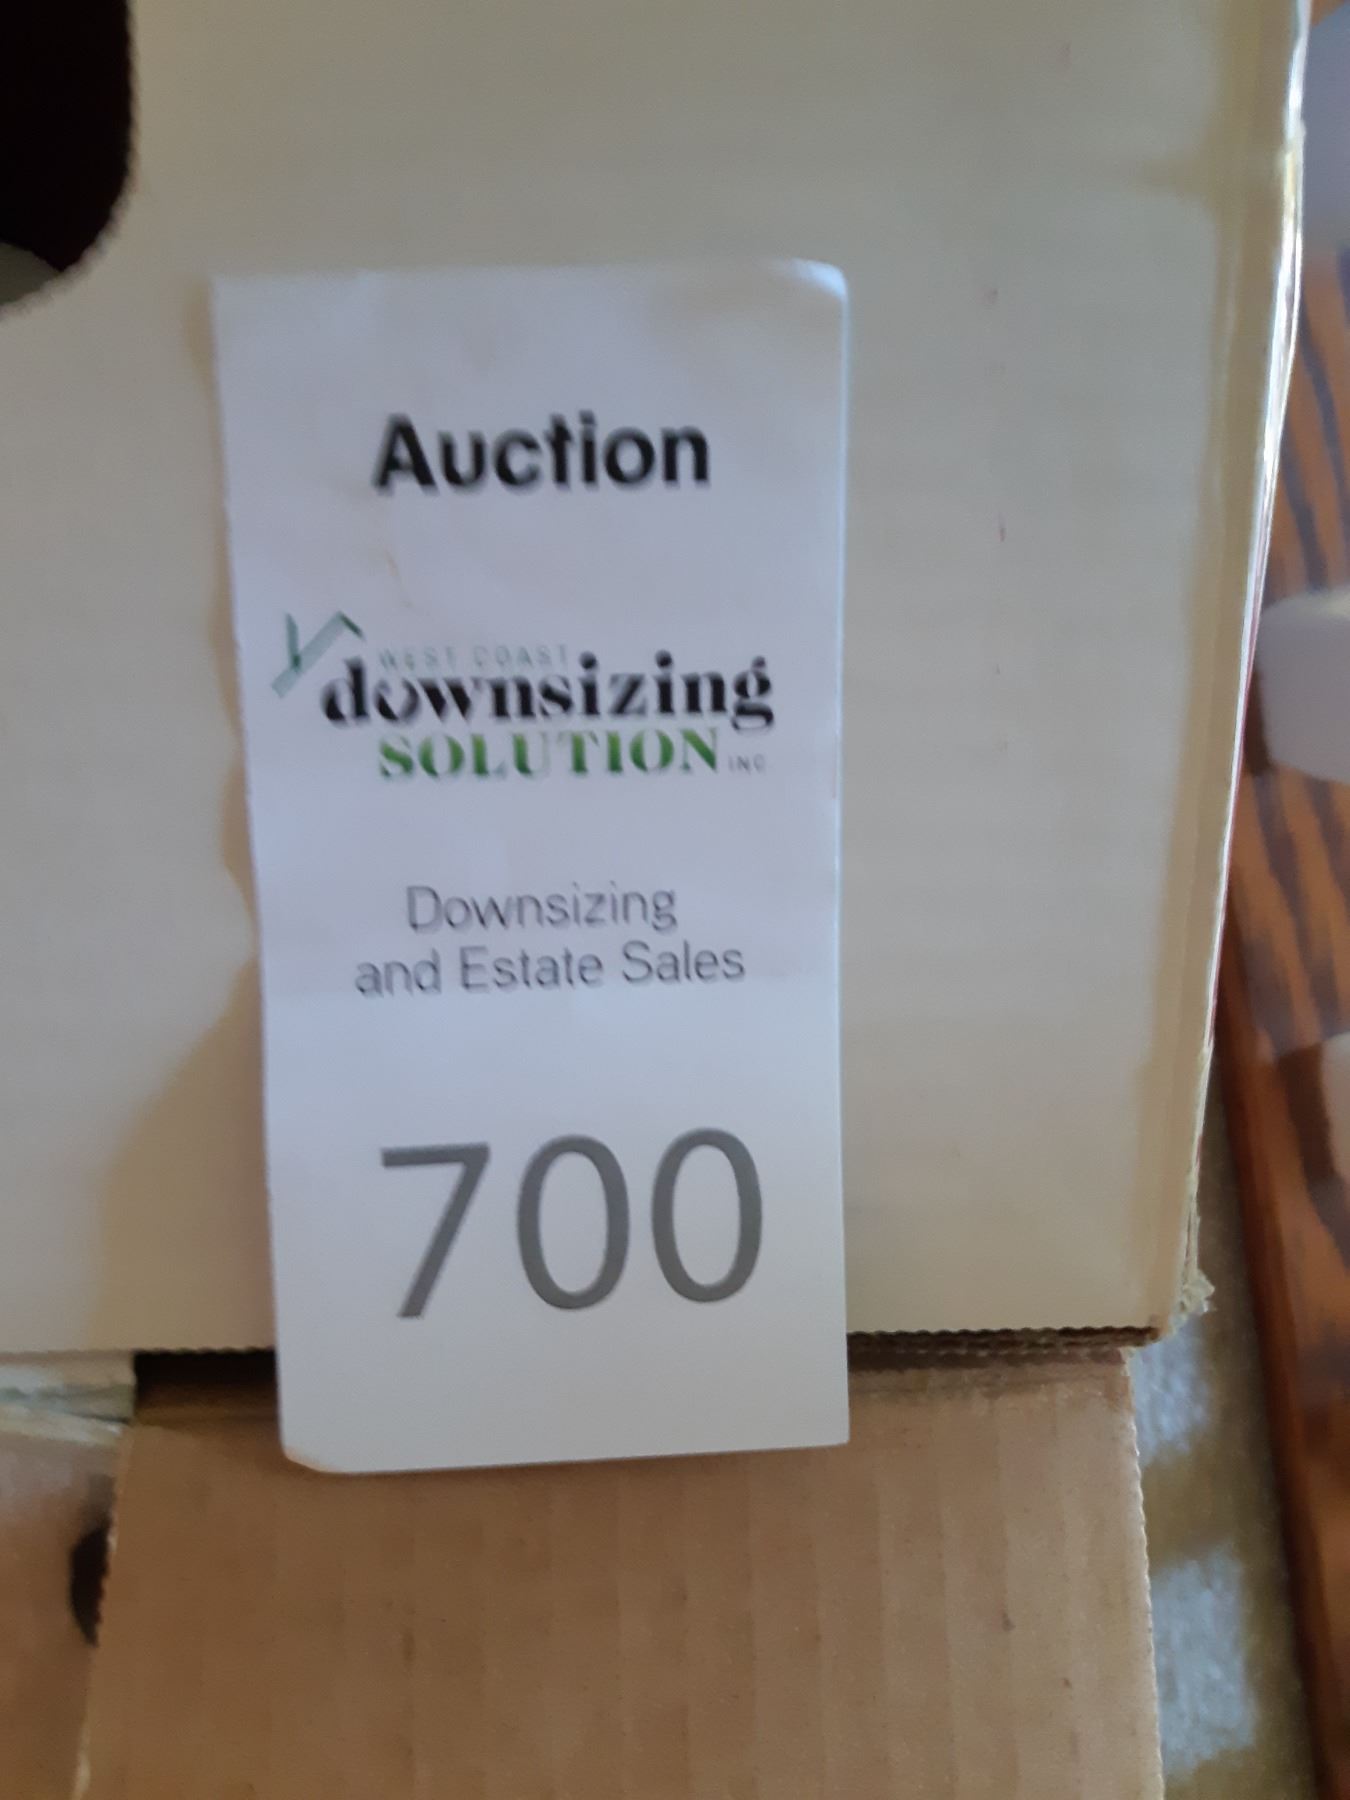 Auction
WEST COAST
downsizing
SOLUTION INC
Downsizing
and Estate Sales
700